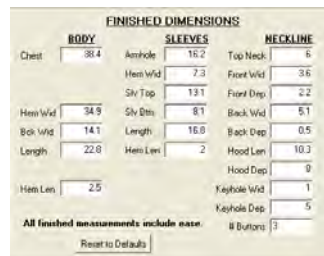 FINISHED DIMENSIONS
BODY SLEEVES NECKLINE
Chest 38.4 Armhole 16.2 Top Neck 6
Hem Wid 7.3 Front Wid 3.6
Slv Top 13.1 Front Dep 2.2
Hem Wid 34.9 Slv Btm 8.1 Back Wid 3.3
Bck Wid 14.1 Length 16.8 Back Dep 0.5
Length 22.8 Hem Len 2 Hood Len 10.3
Hood Dep 9
Hem Len 2.5 Keyhole Wid 1
Keyhole Dep 5
All finished measurements include ease. # Buttons 3
Reset to Defaults